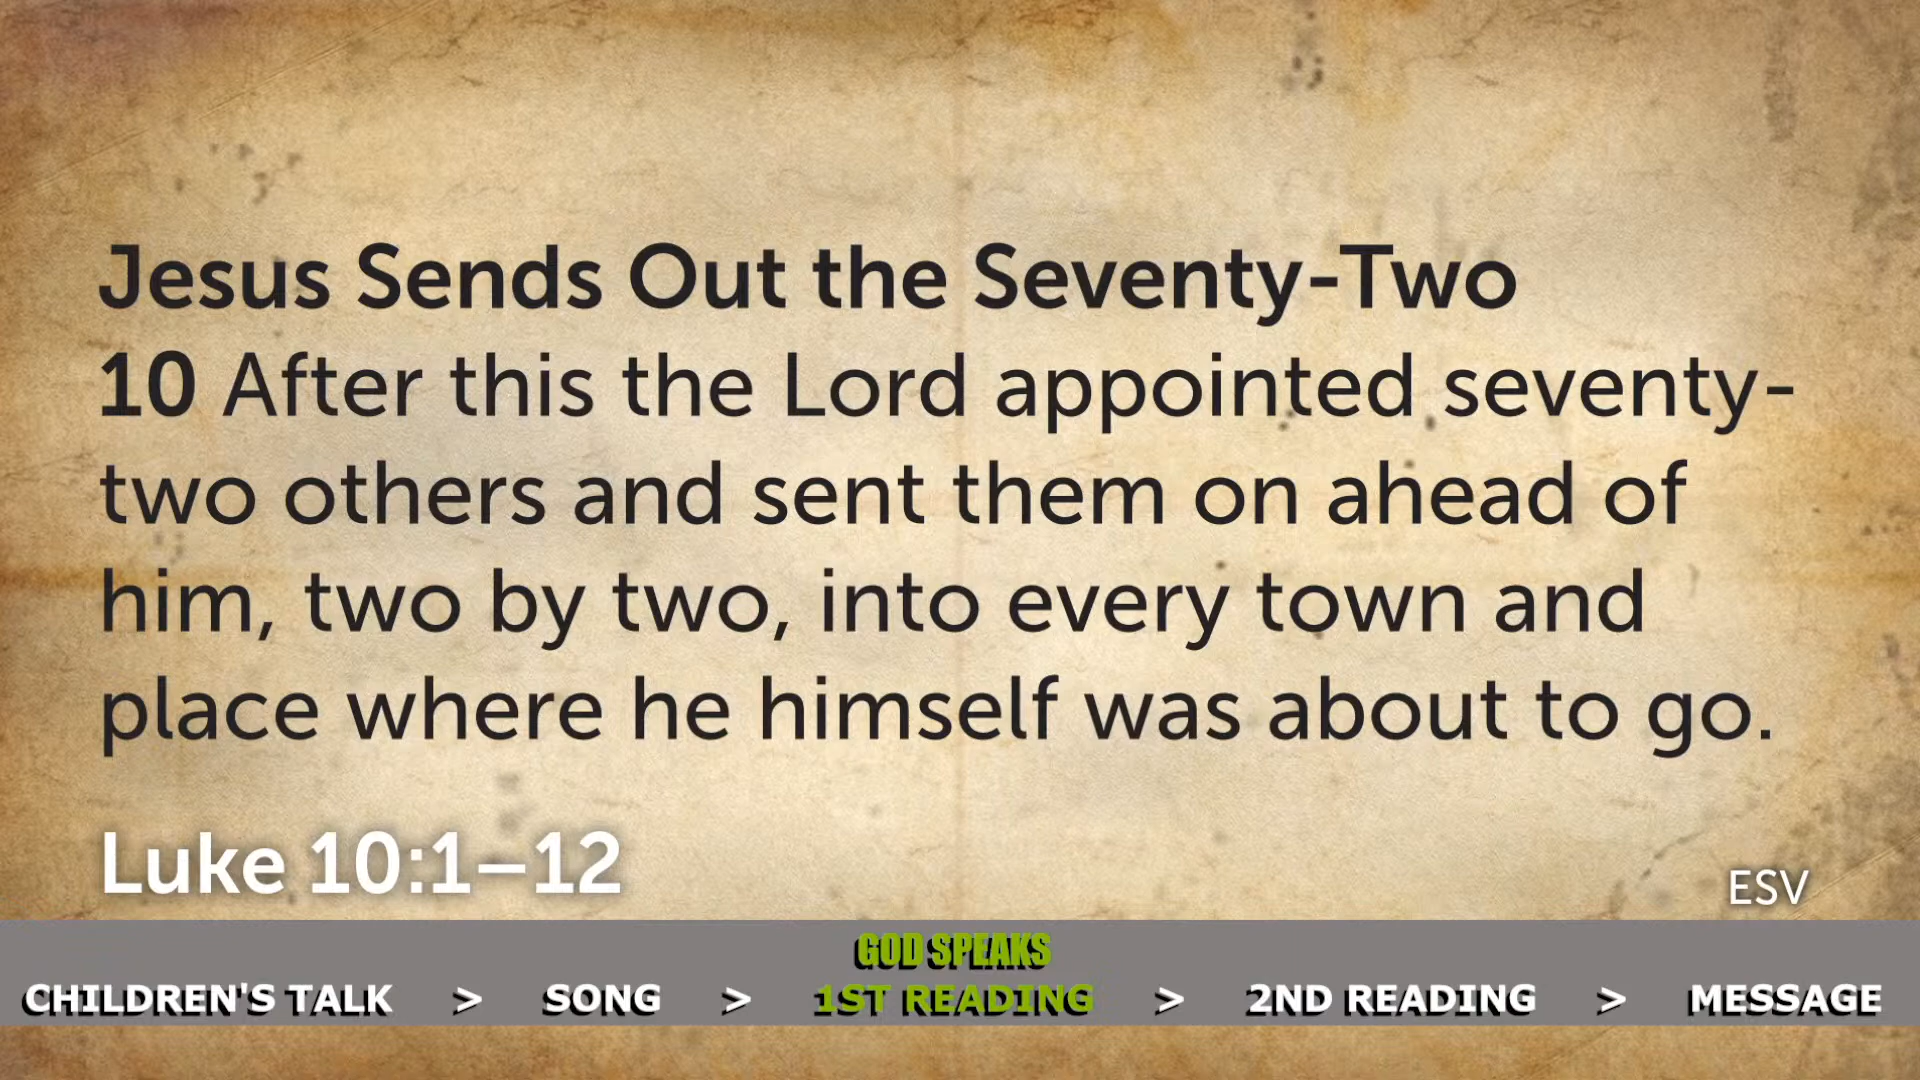 Jesus Sends Out the Seventy-Two
10 After this the Lord appointed seventy-
two others and sent them on ahead of
him, two by two, into every town and
place where he himself was about to go.
Luke 10:1–12
ESV
GOD SPEAKS
CHILDREN'S TALK > SONG > 1ST READING > 2ND READING > MESSAGE